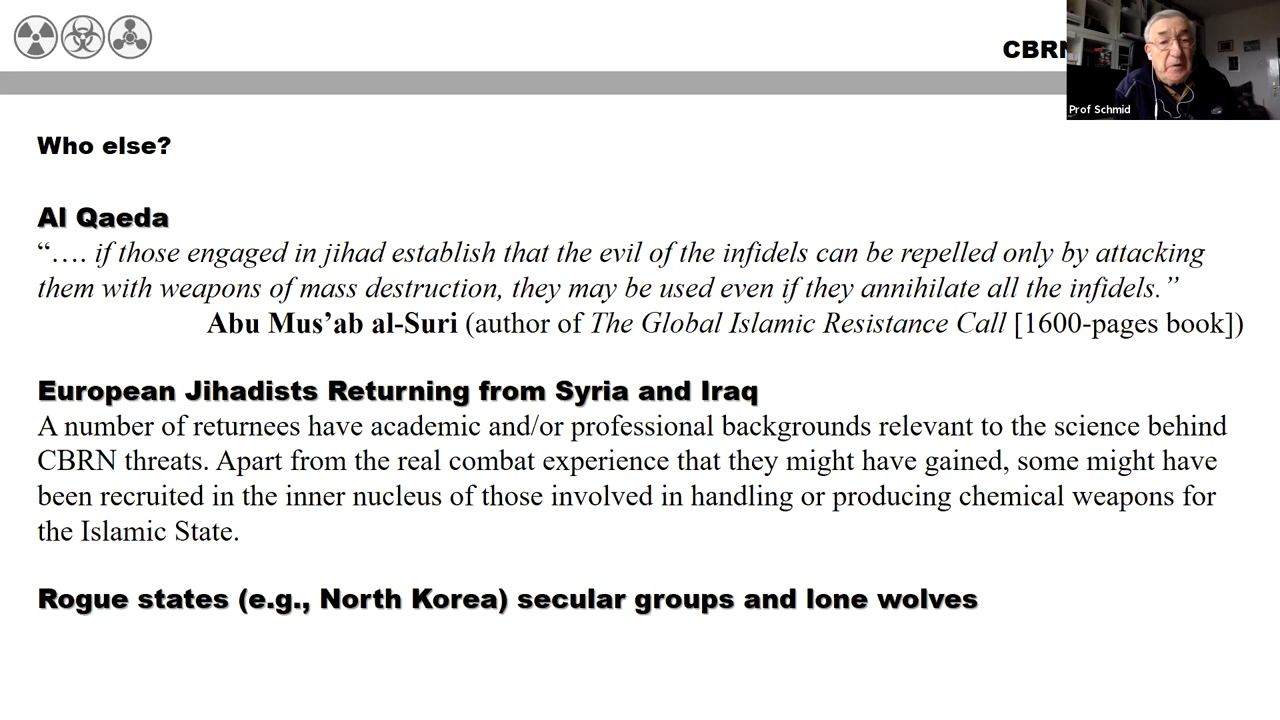 CBRN
Prof Schmid
Who else?
Al Qaeda
“…. if those engaged in jihad establish that the evil of the infidels can be repelled only by attacking
them with weapons of mass destruction, they may be used even if they annihilate all the infidels.”
Abu Mus’ab al-Suri (author of The Global Islamic Resistance Call [1600-pages book])
European Jihadists Returning from Syria and Iraq
A number of returnees have academic and/or professional backgrounds relevant to the science behind
CBRN threats. Apart from the real combat experience that they might have gained, some might have
been recruited in the inner nucleus of those involved in handling or producing chemical weapons for
the Islamic State.
Rogue states (e.g., North Korea) secular groups and lone wolves